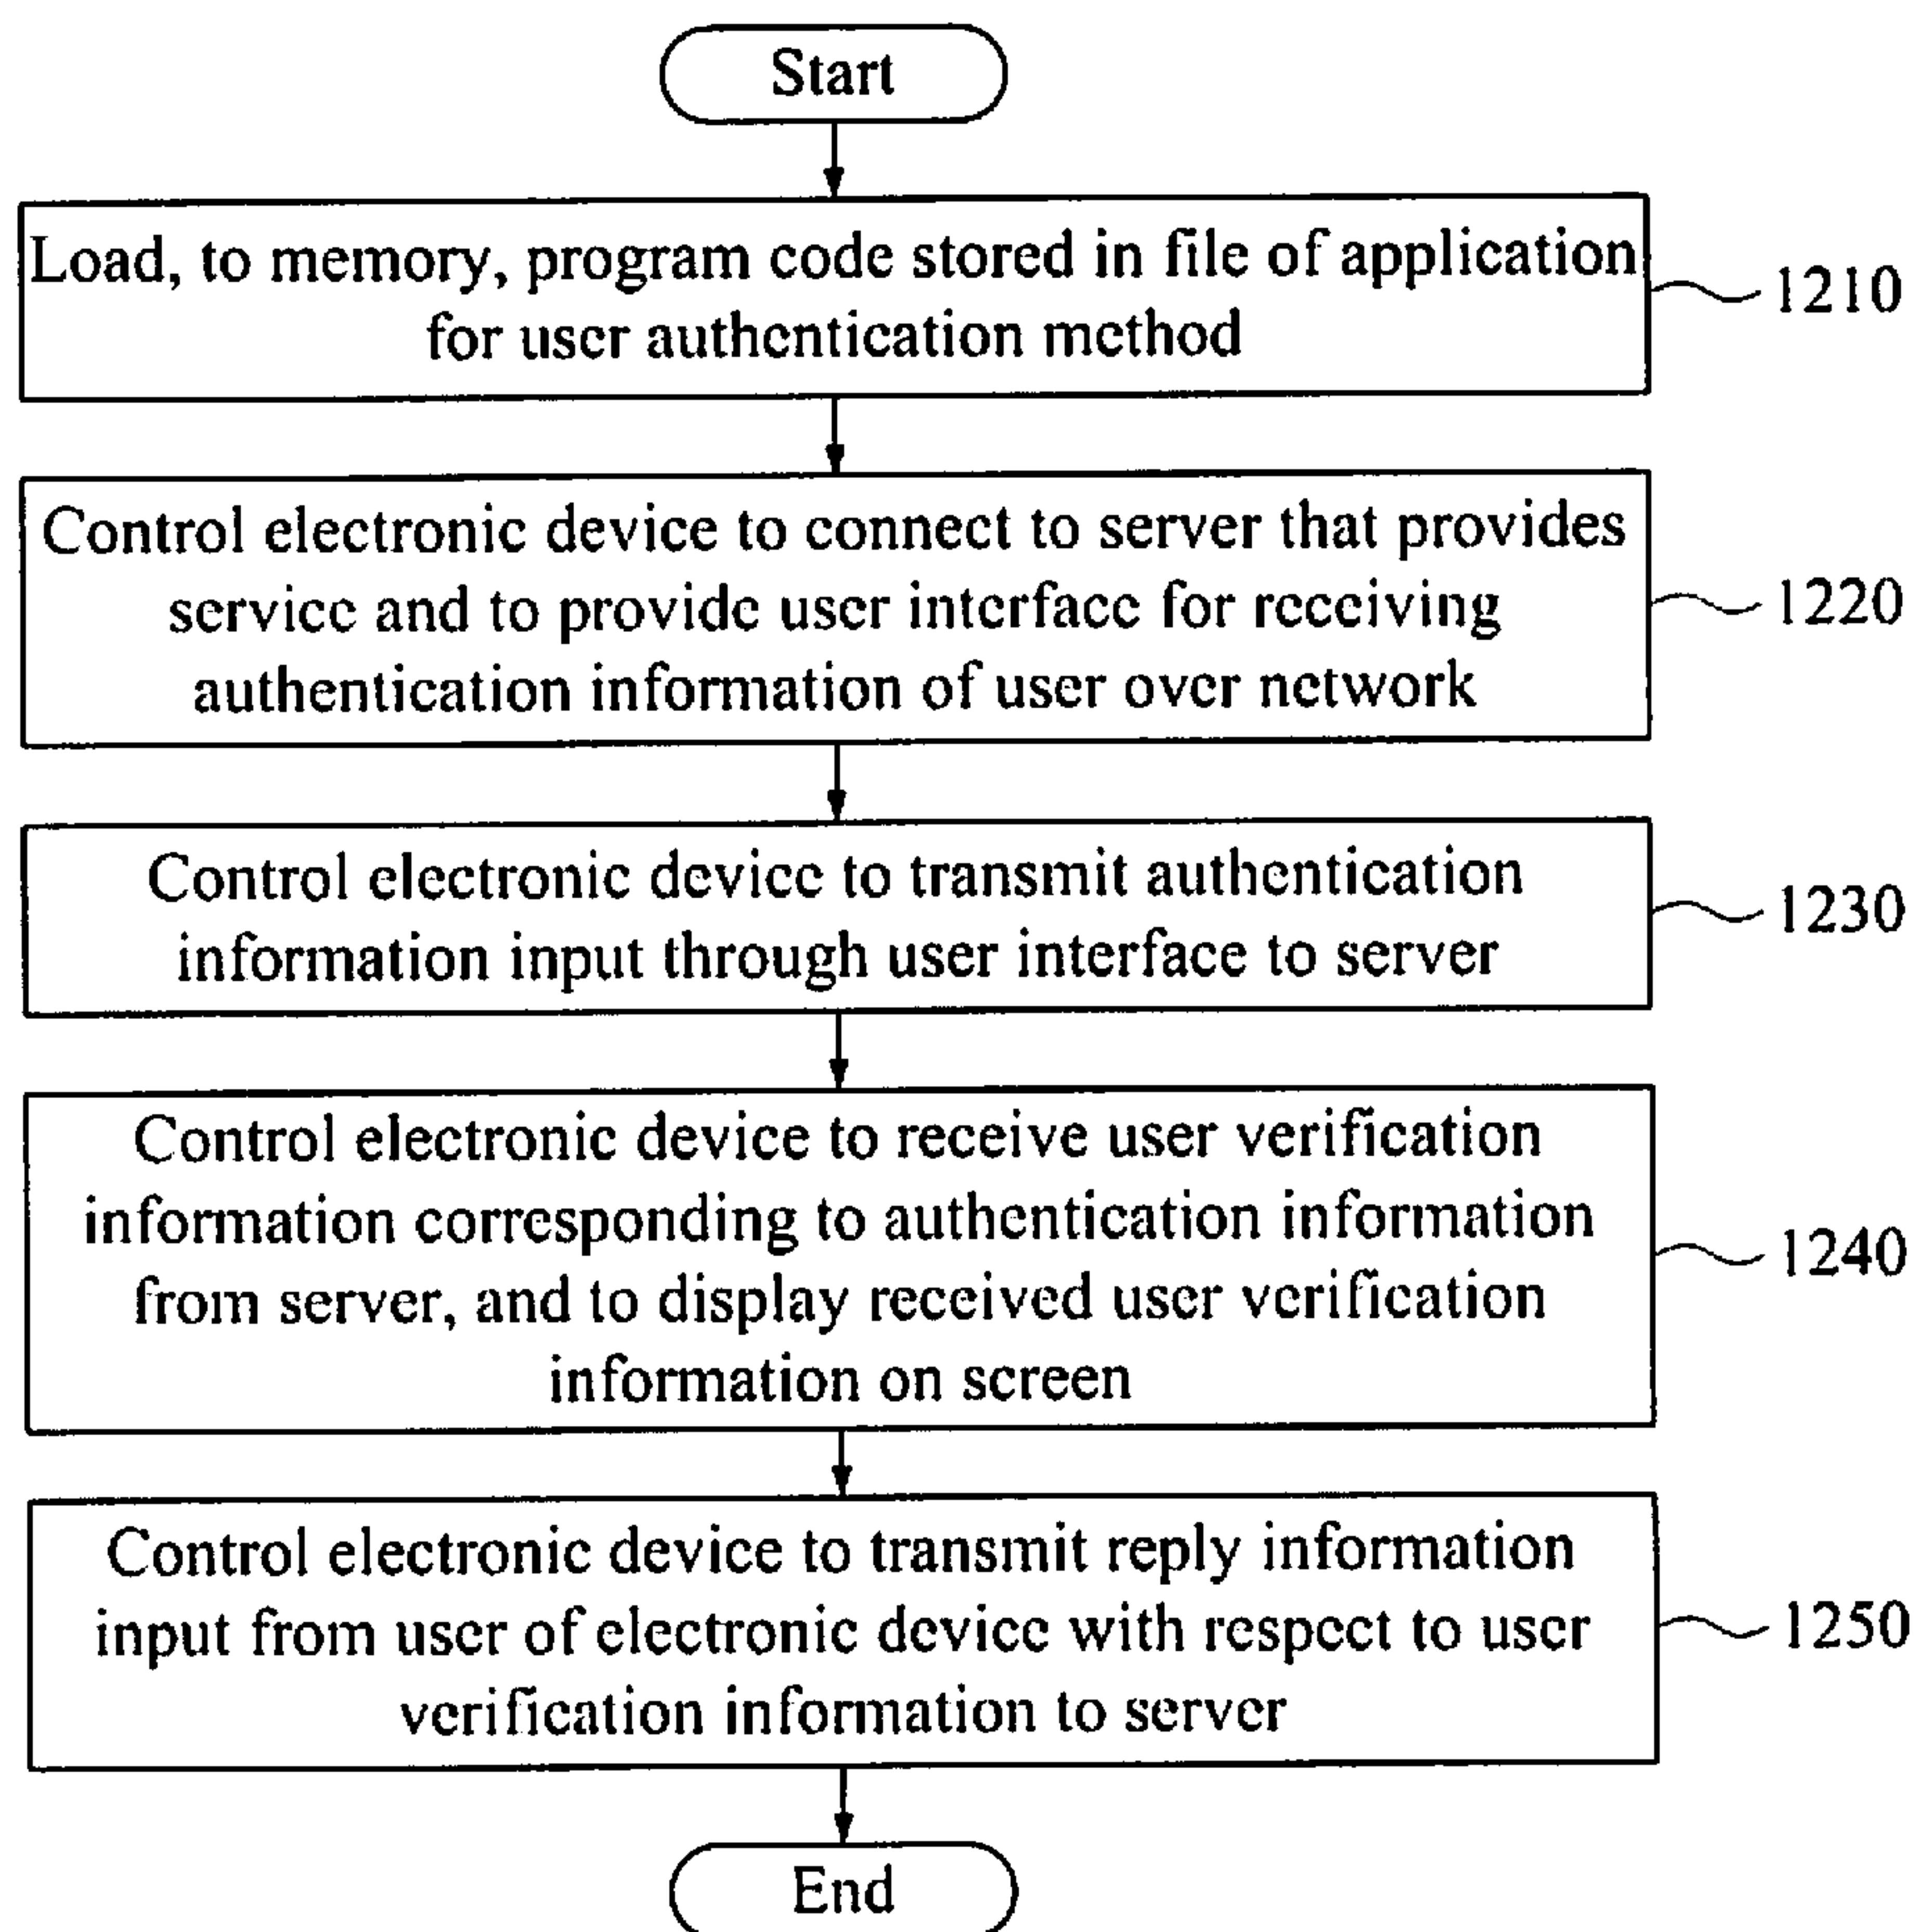 Start
Load, to memory, program code stored in file of application
for user authentication method
1210
Control electronic device to connect to server that provides
service and to provide user interface for receiving
authentication information of user over network
1220
Control electronic device to transmit authentication
information input through user interface to server
1230
Control electronic device to receive user verification
information corresponding to authentication information
from server, and to display received user verification
information on screen
1240
Control electronic device to transmit reply information
input from user of electronic device with respect to user
verification information to server
1250
End